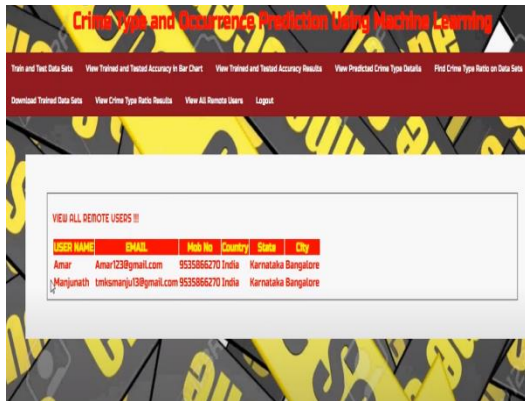 Crime Type and Occurrence Prediction Using Machine Learning
Train and Test Data Sets View Trained and Tested Accuracy in Bar Chart View Trained and Tested Accuracy Results View Predicted Crime Type Details Find Crime Type Ratio on Data Sets
Download Trained Data Sets View Crime Type Ratio Results View All Remote Users Logout
VIEW ALL REMOTE USERS !!!
USER NAME EMAIL Mob No Country State City
Amar Amar123@gmail.com 9535866270 India Karnataka Bangalore
Manjunath tmksmanju13@gmail.com 9535866270 India Karnataka Bangalore